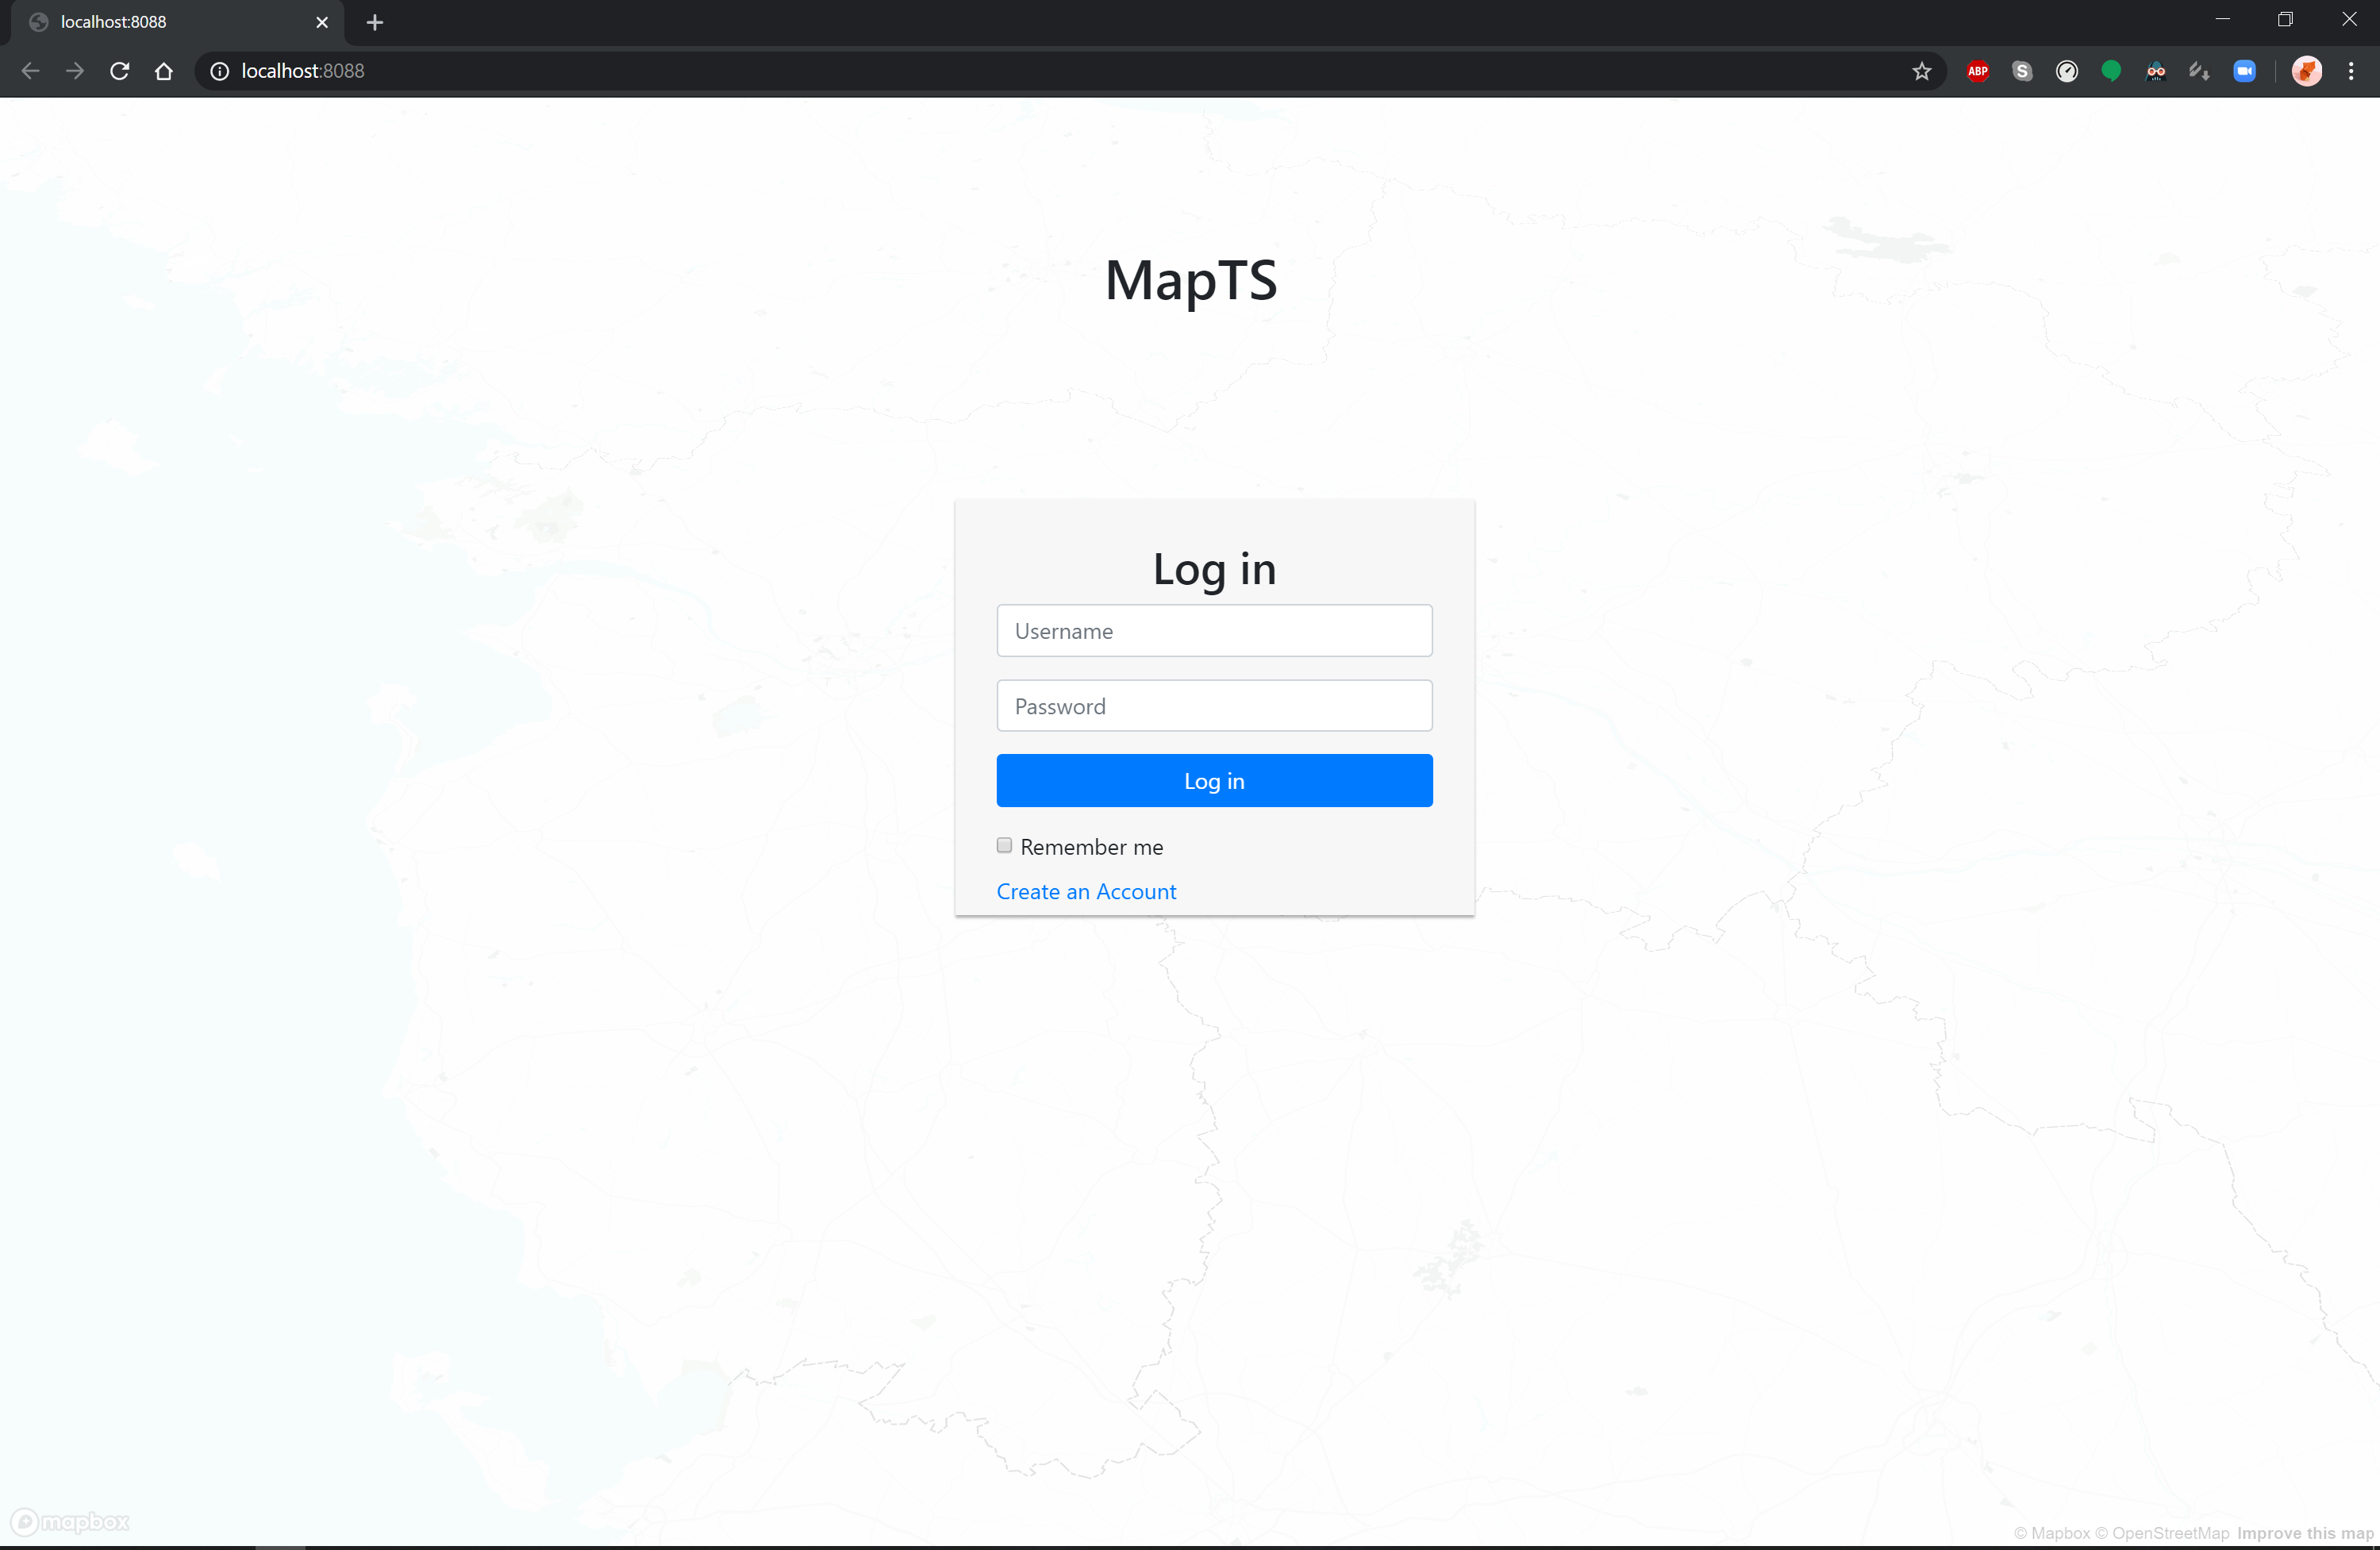 localhost:8088
localhost:8088
ABP
S
MapTS
Log in
Username
Password
Log in
Remember me
Create an Account
mapbox
© Mapbox © OpenStreetMap Improve this map